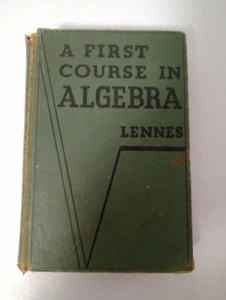 A FIRST
COURSE IN
ALGEBRA
LENNES